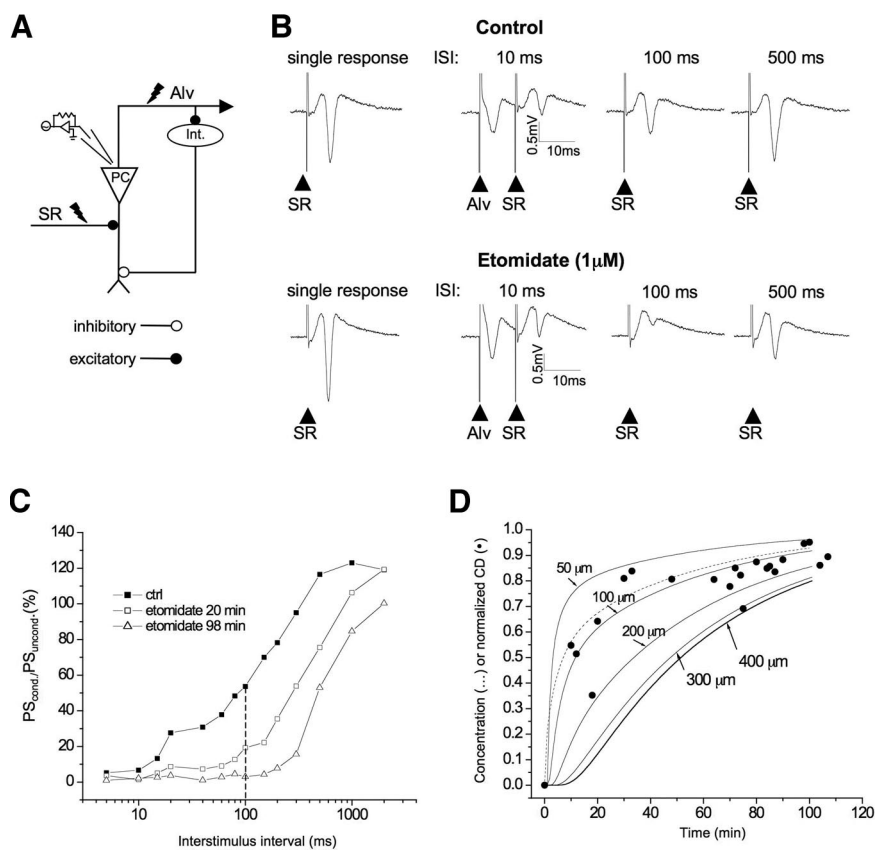 A
Alv
Int.
PC
SR
inhibitory
excitatory
B
Control
single response ISI: 10 ms 100 ms 500 ms
0.5mV
10ms
SR Alv SR SR SR
Etomidate (1µM)
single response ISI: 10 ms 100 ms 500 ms
0.5mV
10ms
SR Alv SR SR SR
C
140
120
100
80
60
40
20
0
PScond./PSuncond.(%)
ctrl
etomidate 20 min
etomidate 98 min
10 100 1000
Interstimulus interval (ms)
D
1.0
0.9
0.8
0.7
0.6
0.5
0.4
0.3
0.2
0.1
0.0
Concentration (...) or normalized CD (•)
50 µm
100 µm
200 µm
300 µm
400 µm
0 20 40 60 80 100 120
Time (min)